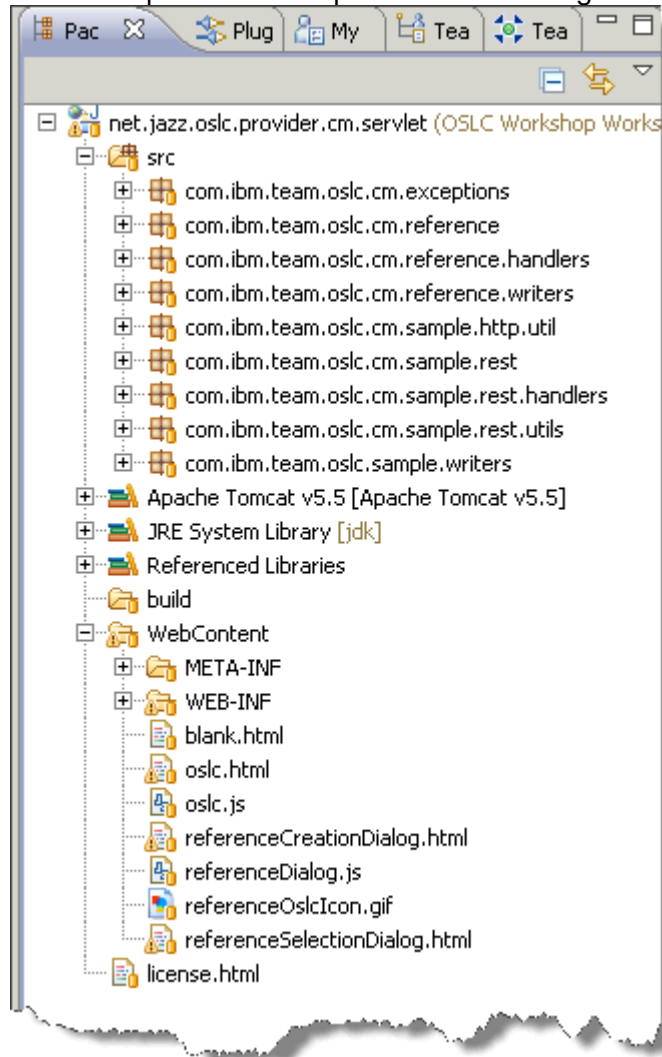 Pac Plug My Tea Tea
net.jazz.oslc.provider.cm.servlet (OSLC Workshop Works
src
com.ibm.team.oslc.cm.exceptions
com.ibm.team.oslc.cm.reference
com.ibm.team.oslc.cm.reference.handlers
com.ibm.team.oslc.cm.reference.writers
com.ibm.team.oslc.cm.sample.http.util
com.ibm.team.oslc.cm.sample.rest
com.ibm.team.oslc.cm.sample.rest.handlers
com.ibm.team.oslc.cm.sample.rest.utils
com.ibm.team.oslc.sample.writers
Apache Tomcat v5.5 [Apache Tomcat v5.5]
JRE System Library [jdk]
Referenced Libraries
build
WebContent
META-INF
WEB-INF
blank.html
oslc.html
oslc.js
referenceCreationDialog.html
referenceDialog.js
referenceOslcIcon.gif
referenceSelectionDialog.html
license.html